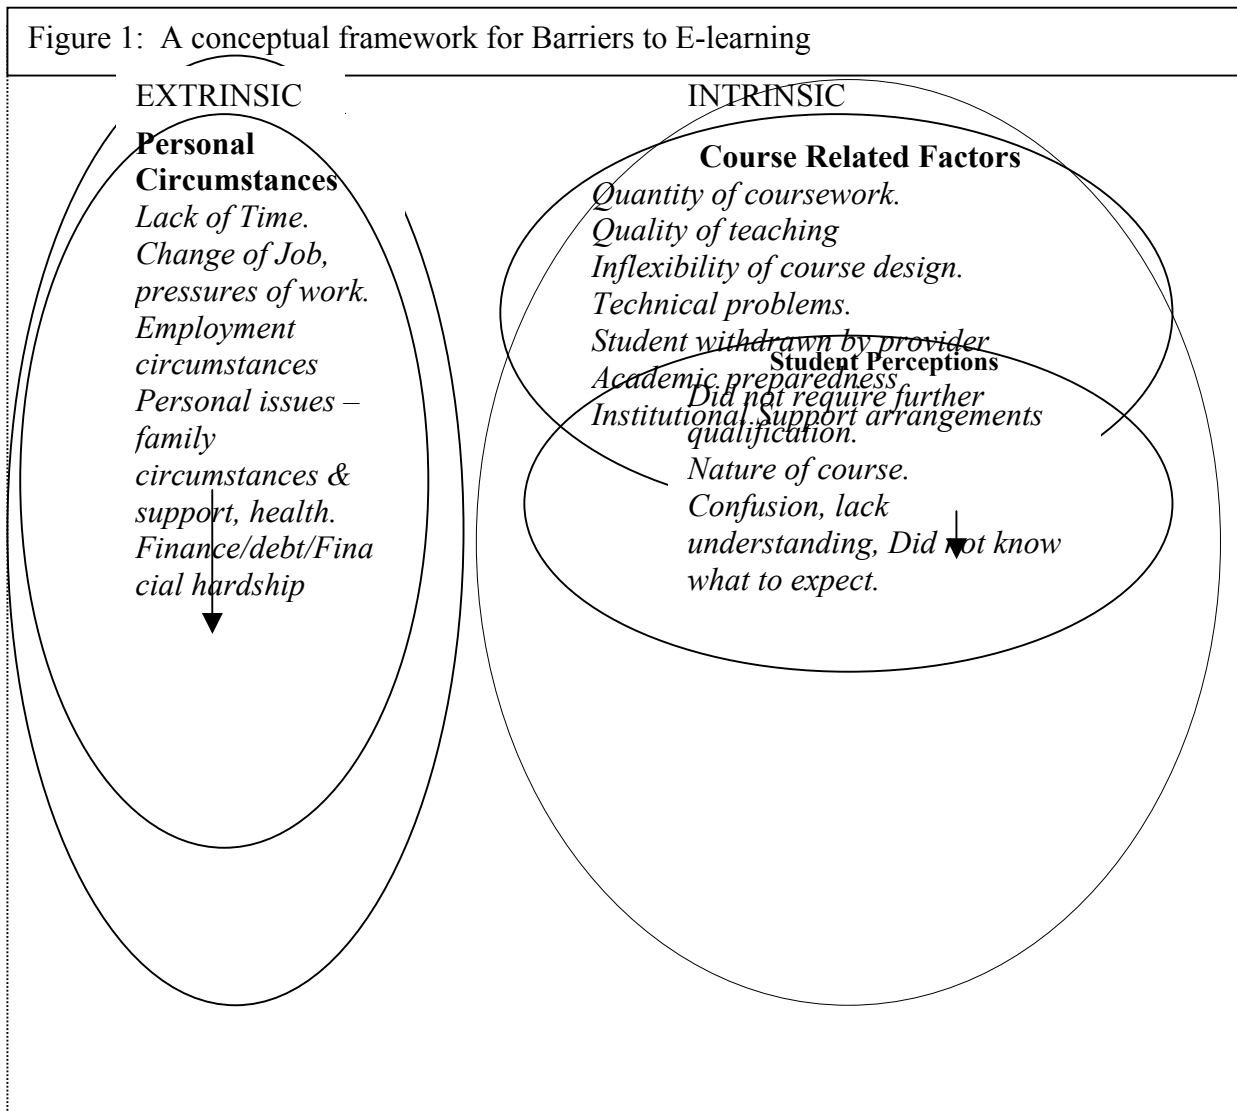 Figure 1:  A conceptual framework for Barriers to E-learning
EXTRINSIC
Personal
Circumstances
Lack of Time.
Change of Job,
pressures of work.
Employment
circumstances
Personal issues –
family
circumstances &
support, health.
Finance/debt/Fina
cial hardship
INTRINSIC
Course Related Factors
Quantity of coursework.
Quality of teaching
Inflexibility of course design.
Technical problems.
Student withdrawn by provider
Academic preparedness
Institutional Support arrangements
Student Perceptions
Did not require further
qualification.
Nature of course.
Confusion, lack
understanding, Did not know
what to expect.